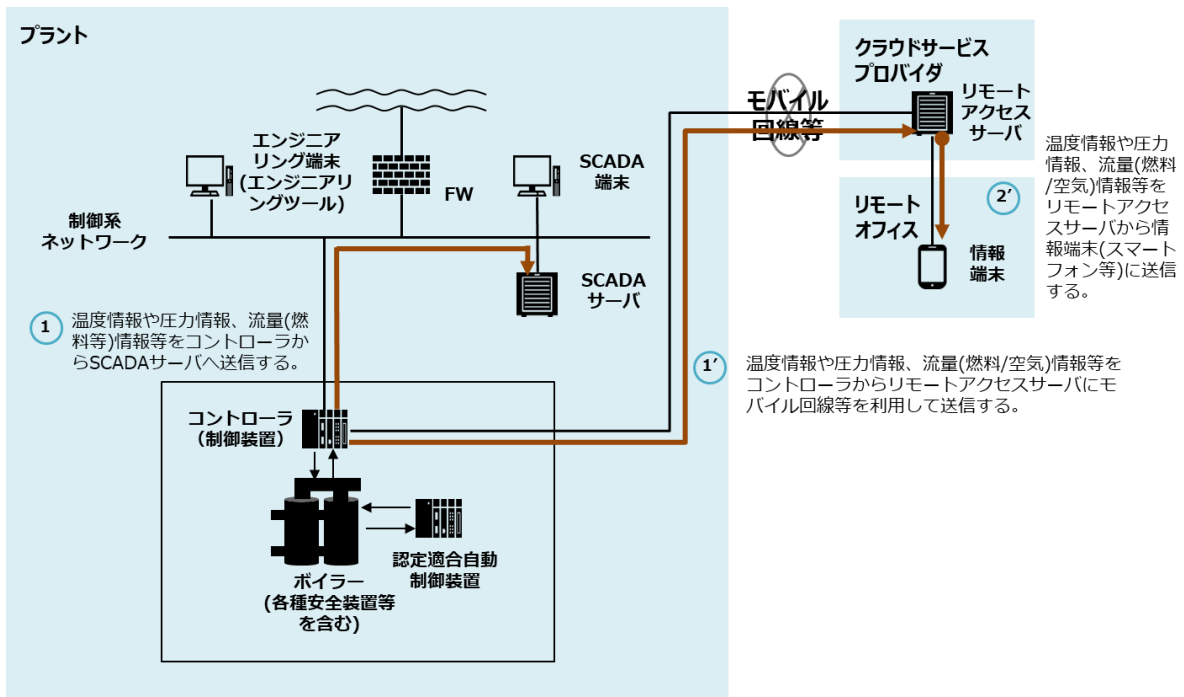 プラント
エンジニア
リング端末
(エンジニアリ
ングツール)
FW
SCADA
端末
制御系
ネットワーク
SCADA
サーバ
1
温度情報や圧力情報、流量(燃
料等)情報等をコントローラか
らSCADAサーバへ送信する。
コントローラ
（制御装置）
ボイラー
(各種安全装置等
を含む)
認定適合自動
制御装置
モバイル
回線等
クラウドサービス
プロバイダ
リモート
アクセス
サーバ
リモート
オフィス
情報
端末
2′
温度情報や圧力
情報、流量(燃料
/空気)情報等を
リモートアクセ
スサーバから情
報端末(スマート
フォン等)に送信
する。
1′
温度情報や圧力情報、流量(燃料/空気)情報等を
コントローラからリモートアクセスサーバにモ
バイル回線等を利用して送信する。